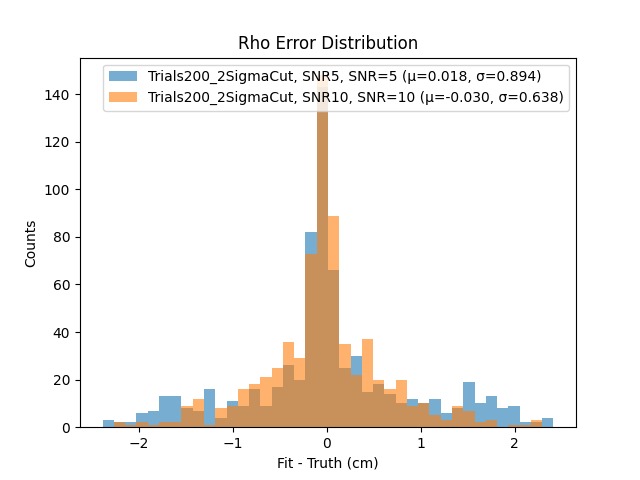 Rho Error Distribution
Trials200_2SigmaCut, SNR5, SNR=5 (μ=0.018, σ=0.894)
Trials200_2SigmaCut, SNR10, SNR=10 (μ=-0.030, σ=0.638)
140
120
100
80
60
40
20
0
Counts
−2
−1
0
1
2
Fit - Truth (cm)